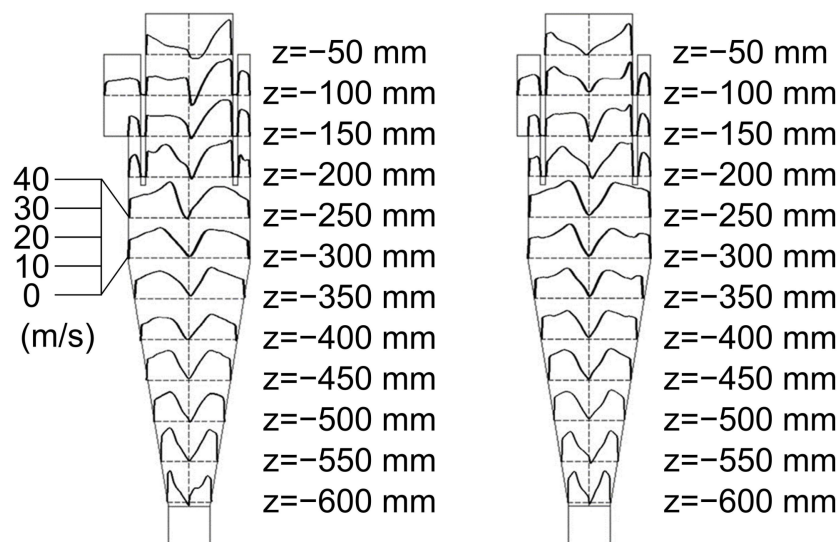 z=−50 mm
z=−100 mm
z=−150 mm
z=−200 mm
z=−250 mm
z=−300 mm
z=−350 mm
z=−400 mm
z=−450 mm
z=−500 mm
z=−550 mm
z=−600 mm
40
30
20
10
0
(m/s)
z=−50 mm
z=−100 mm
z=−150 mm
z=−200 mm
z=−250 mm
z=−300 mm
z=−350 mm
z=−400 mm
z=−450 mm
z=−500 mm
z=−550 mm
z=−600 mm